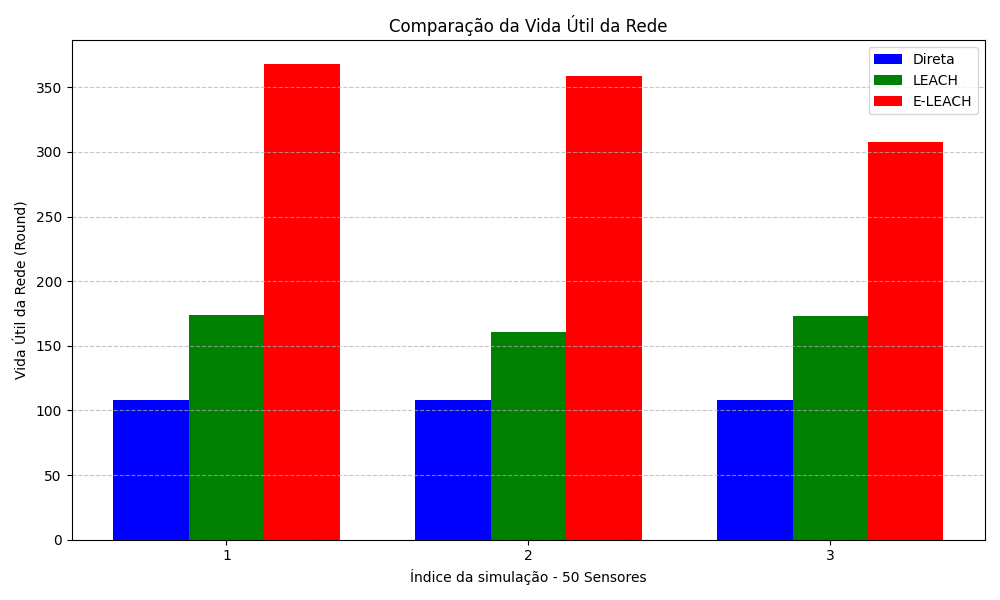 Comparação da Vida Útil da Rede
Direta
LEACH
E-LEACH
Vida Útil da Rede (Round)
350
300
250
200
150
100
50
0
1
2
3
Índice da simulação - 50 Sensores